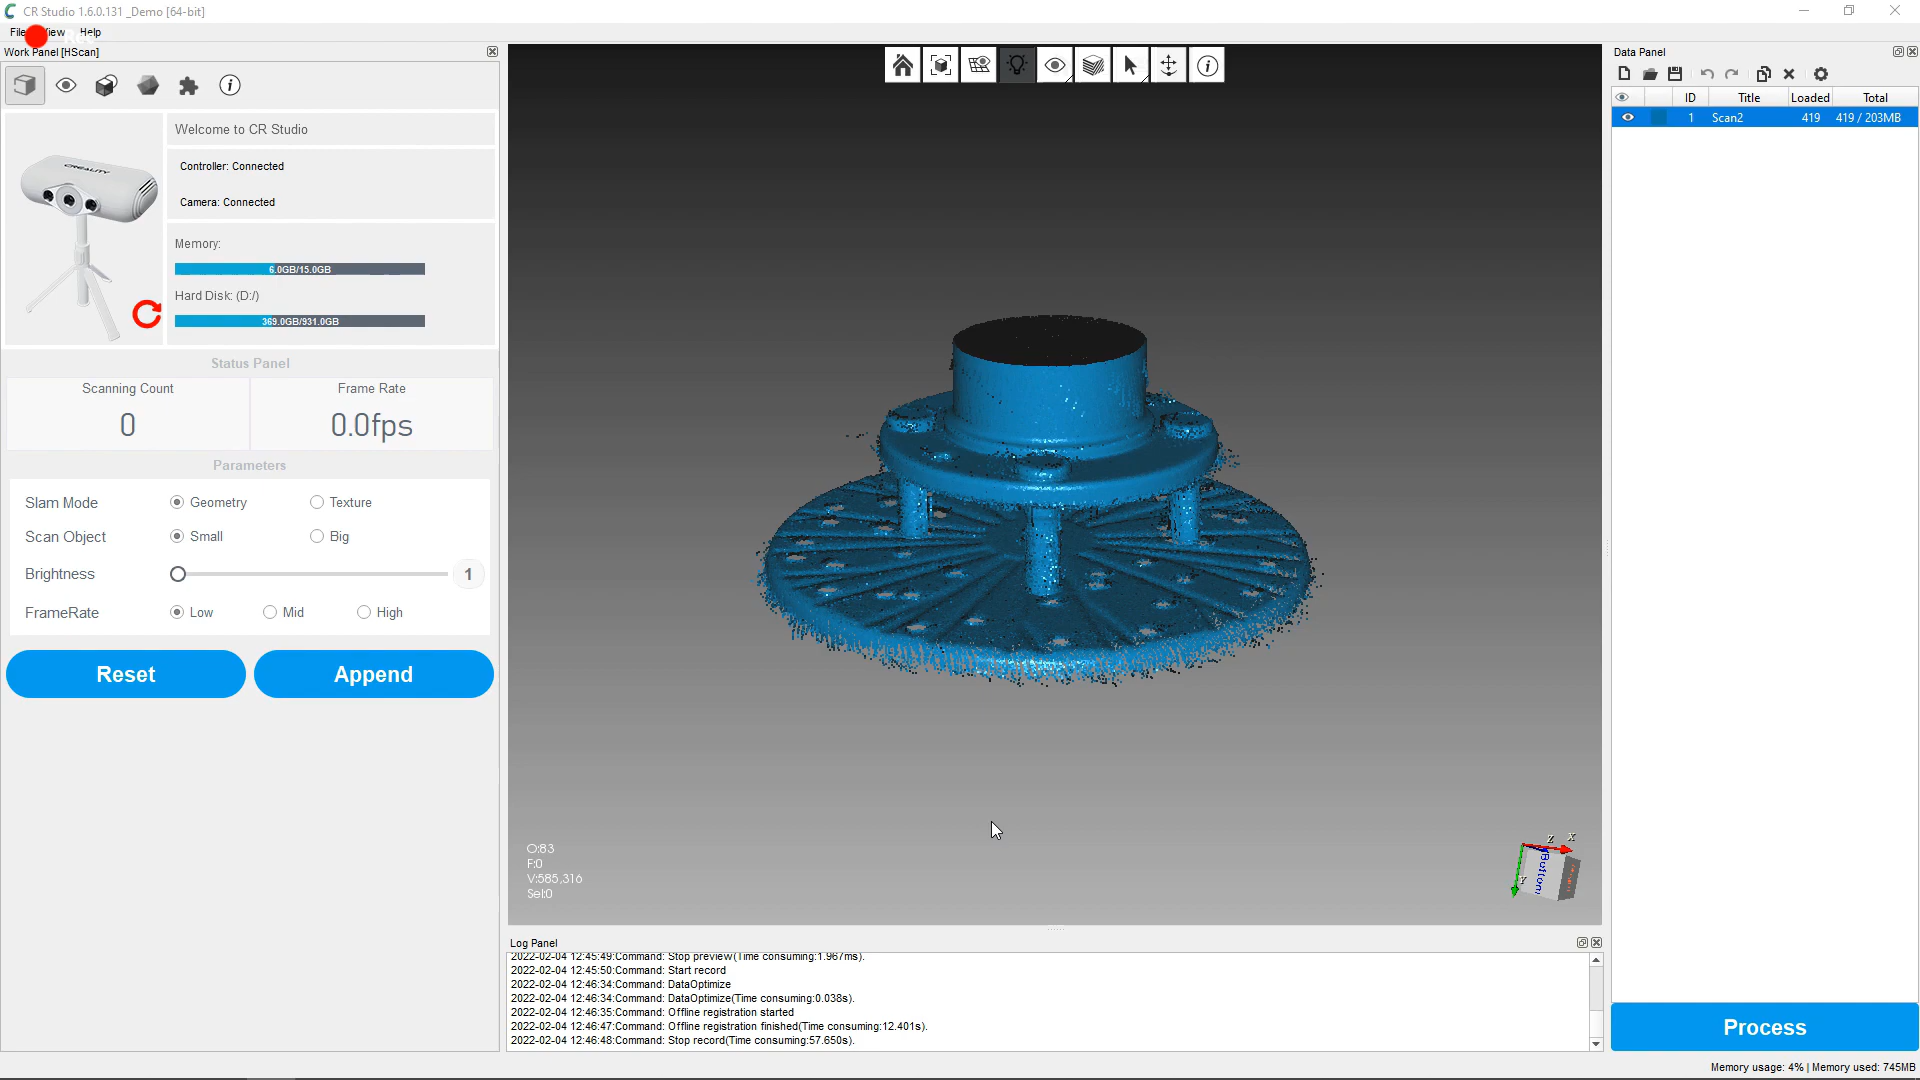 CR Studio 1.6.0.131 _Demo [64-bit]
File View Help
Work Panel [HScan]
Welcome to CR Studio
CREALITY
Controller: Connected
Camera: Connected
Memory:
6.0GB/15.0GB
Hard Disk: (D:/)
369.0GB/931.0GB
Status Panel
Scanning Count
Frame Rate
0
0.0fps
Parameters
Slam Mode
Geometry
Texture
Scan Object
Small
Big
Brightness
1
FrameRate
Low
Mid
High
Reset
Append
O:83
F:0
V:585,316
Sel:0
Z
X
Y
Bottom
Log Panel
2022-02-04 12:45:49:Command: Stop preview(Time consuming:1.967ms).
2022-02-04 12:45:50:Command: Start record
2022-02-04 12:46:34:Command: DataOptimize
2022-02-04 12:46:34:Command: DataOptimize(Time consuming:0.038s).
2022-02-04 12:46:35:Command: Offline registration started
2022-02-04 12:46:47:Command: Offline registration finished(Time consuming:12.401s).
2022-02-04 12:46:48:Command: Stop record(Time consuming:57.650s).
Data Panel
ID Title Loaded Total
1 Scan2 419 419 / 203MB
Process
Memory usage: 4% | Memory used: 745MB